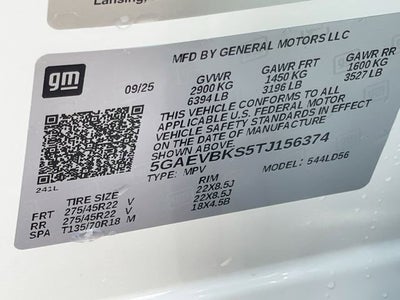 Lansing,
gm
MFD BY GENERAL MOTORS LLC
09/25
GVWR GAWR FRT GAWR RR
2900 KG 1450 KG 1600 KG
6394 LB 3196 LB 3527 LB
THIS VEHICLE CONFORMS TO ALL
APPLICABLE U.S. FEDERAL MOTOR
VEHICLE SAFETY STANDARDS IN EFFECT
ON THE DATE OF MANUFACTURE
SHOWN ABOVE.
5GAEVBKS5TJ156374
TYPE: MPV MODEL: 544LD56
241L
TIRE SIZE RIM
FRT 275/45R22 V 22X8.5J
RR 275/45R22 V 22X8.5J
SPA T135/70R18 M 18X4.5B